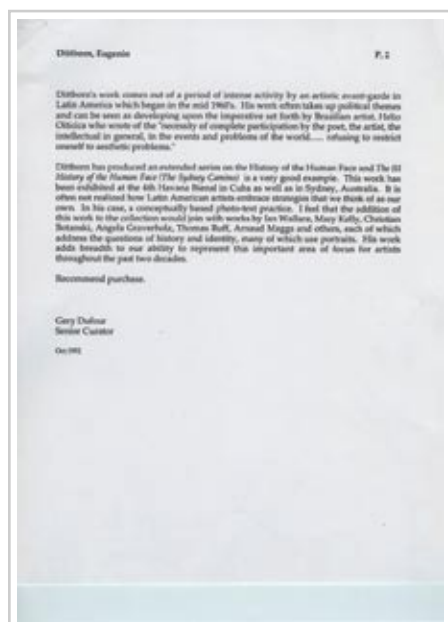 Dittborn, Eugenio P. 2
Dittborn's work comes out of a period of intense activity by an artistic avant-garde in
Latin America which began in the mid 1960's. His work often takes up political themes
and can be seen as developing upon the imperative set forth by Brazilian artist, Helio
Oiticica who wrote of the "necessity of complete participation by the poet, the artist, the
intellectual in general, in the events and problems of the world..... refusing to restrict
oneself to aesthetic problems."
Dittborn has produced an extended series on the History of the Human Face and The
History of the Human Face (The Sydney Camino) is a very good example. This work has
been exhibited at the 4th Havana Bienal in Cuba as well as in Sydney, Australia. It is
often not realized how Latin American artists embrace strategies that we think of as our
own. In his case, a conceptually based photo-text practice. I feel that the addition of
this work to the collection would join with works by Ian Wallace, Mary Kelly, Christian
Botanski, Angela Grauerholz, Thomas Ruff, Arnaud Maggs and others, each of which
address the questions of history and identity, many of which use portraits. His work
adds breadth to our ability to represent this important area of focus for artists
throughout the past two decades.
Recommend purchase.
Gary Dufour
Senior Curator
Oct